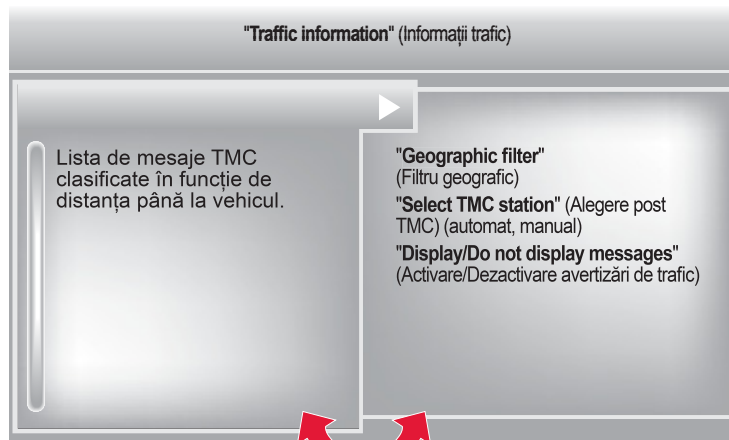 "Traffic information" (Informații trafic)
Lista de mesaje TMC
clasificate în funcție de
distanța până la vehicul.
"Geographic filter"
(Filtru geografic)
"Select TMC station" (Alegere post
TMC) (automat, manual)
"Display/Do not display messages"
(Activare/Dezactivare avertizări de trafic)